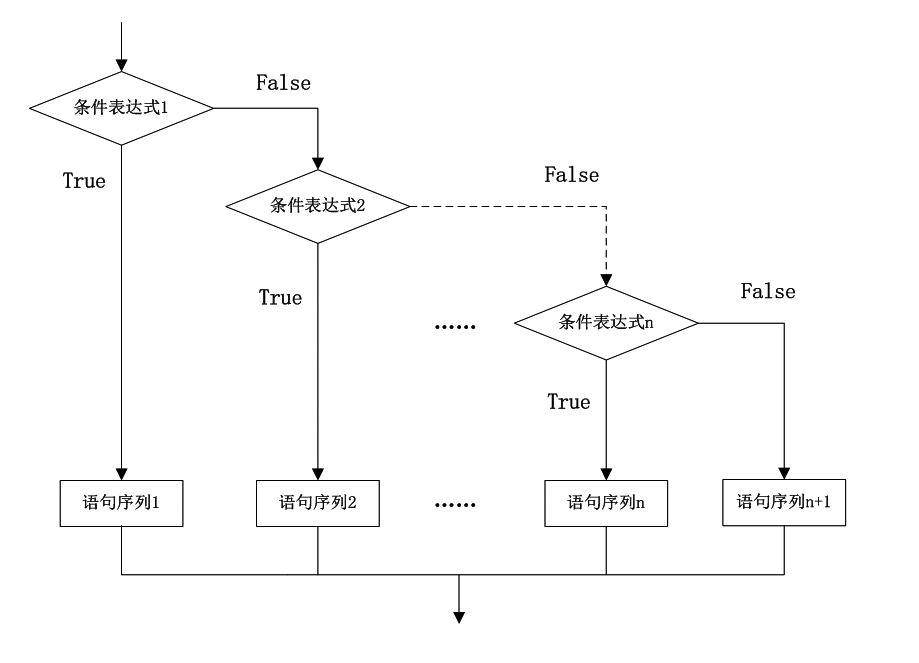 False
条件表达式1
False
True
条件表达式2
False
True
……
条件表达式n
True
语句序列1
语句序列2
……
语句序列n
语句序列n+1